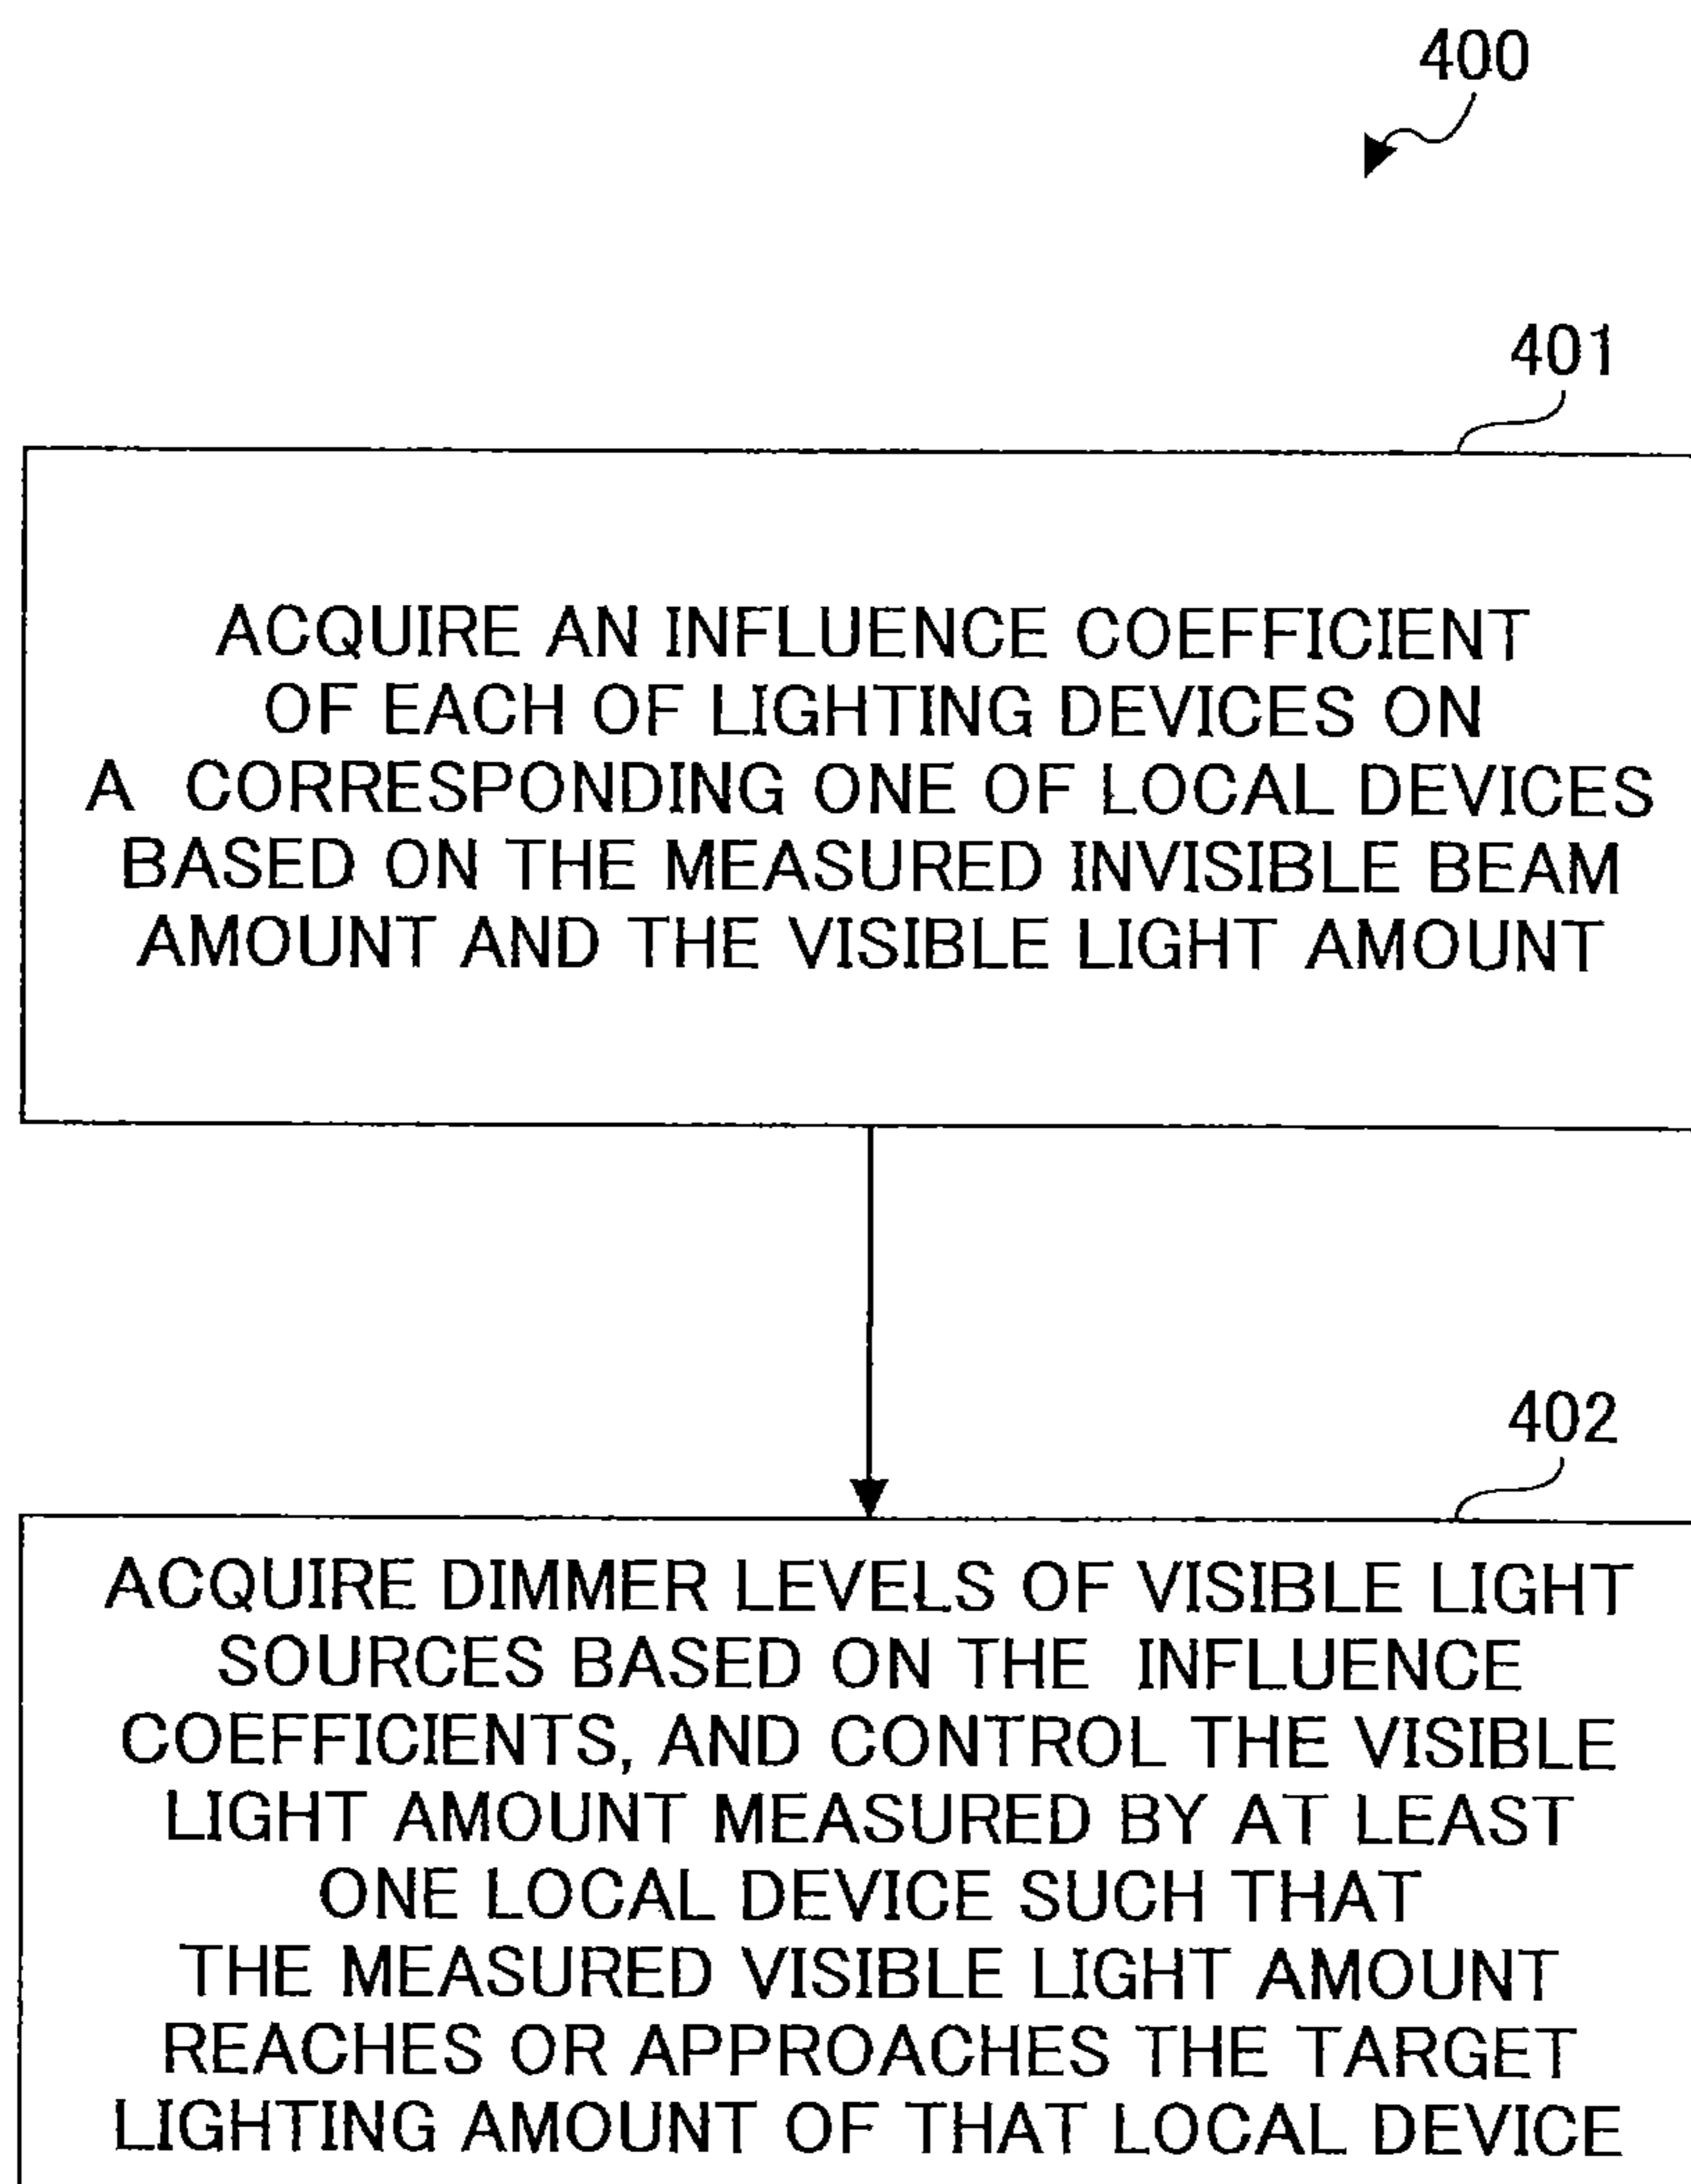 400
401
ACQUIRE AN INFLUENCE COEFFICIENT
OF EACH OF LIGHTING DEVICES ON
A CORRESPONDING ONE OF LOCAL DEVICES
BASED ON THE MEASURED INVISIBLE BEAM
AMOUNT AND THE VISIBLE LIGHT AMOUNT
402
ACQUIRE DIMMER LEVELS OF VISIBLE LIGHT
SOURCES BASED ON THE INFLUENCE
COEFFICIENTS, AND CONTROL THE VISIBLE
LIGHT AMOUNT MEASURED BY AT LEAST
ONE LOCAL DEVICE SUCH THAT
THE MEASURED VISIBLE LIGHT AMOUNT
REACHES OR APPROACHES THE TARGET
LIGHTING AMOUNT OF THAT LOCAL DEVICE